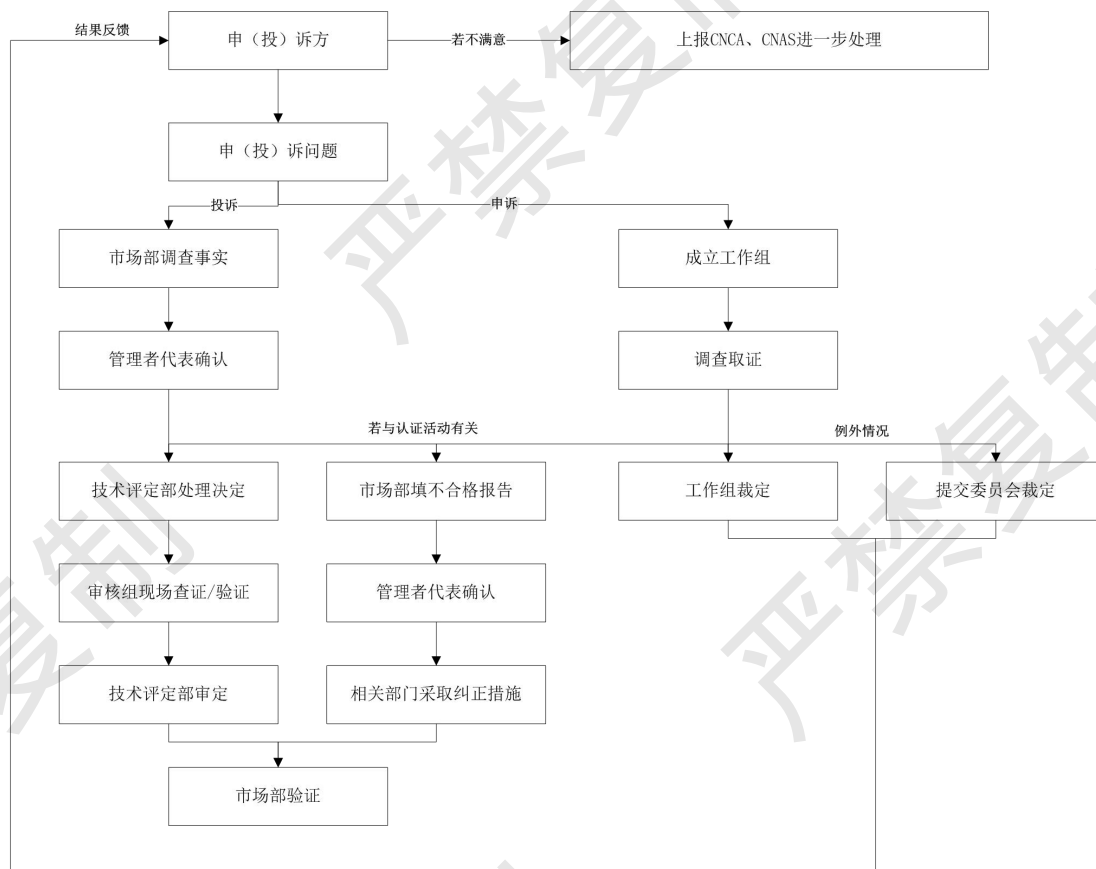 结果反馈
申（投）诉方
若不满意
上报CNCA、CNAS进一步处理
申（投）诉问题
投诉
申诉
市场部调查事实
成立工作组
管理者代表确认
调查取证
若与认证活动有关
例外情况
技术评定部处理决定
市场部填不合格报告
工作组裁定
提交委员会裁定
审核组现场查证/验证
管理者代表确认
技术评定部审定
相关部门采取纠正措施
市场部验证
严禁复制
严禁复制
复制